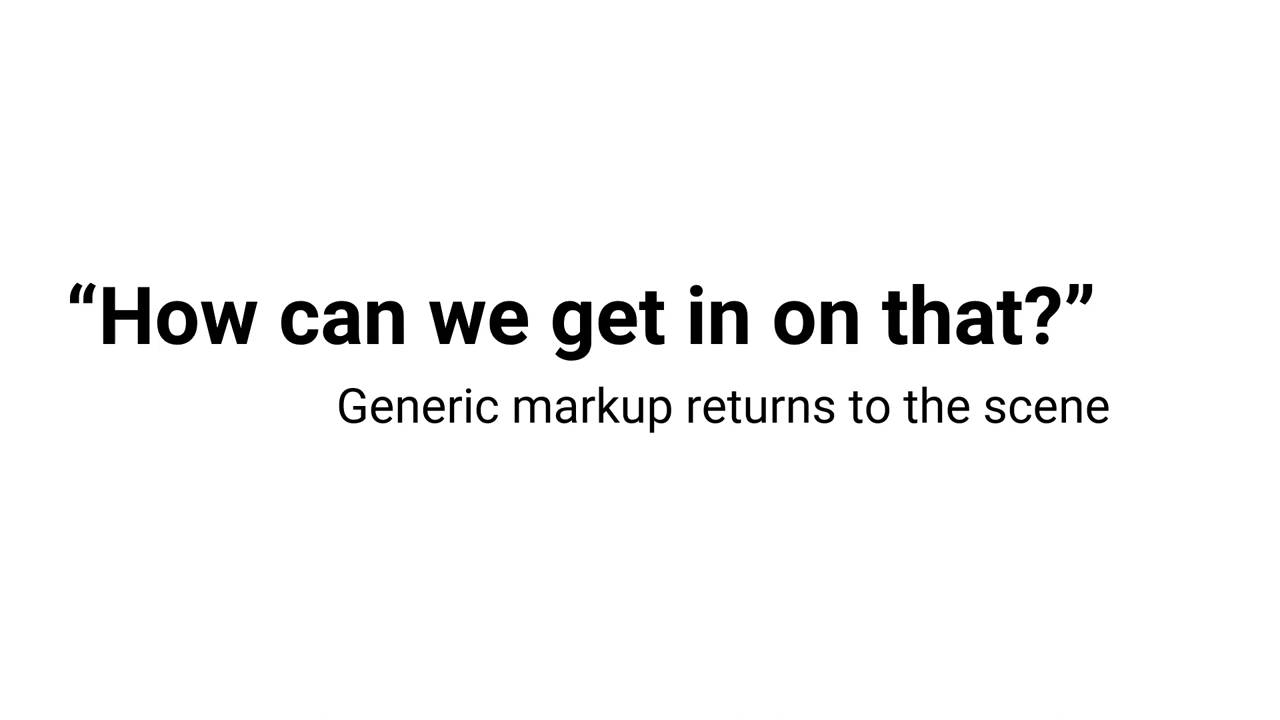 “How can we get in on that?”
Generic markup returns to the scene